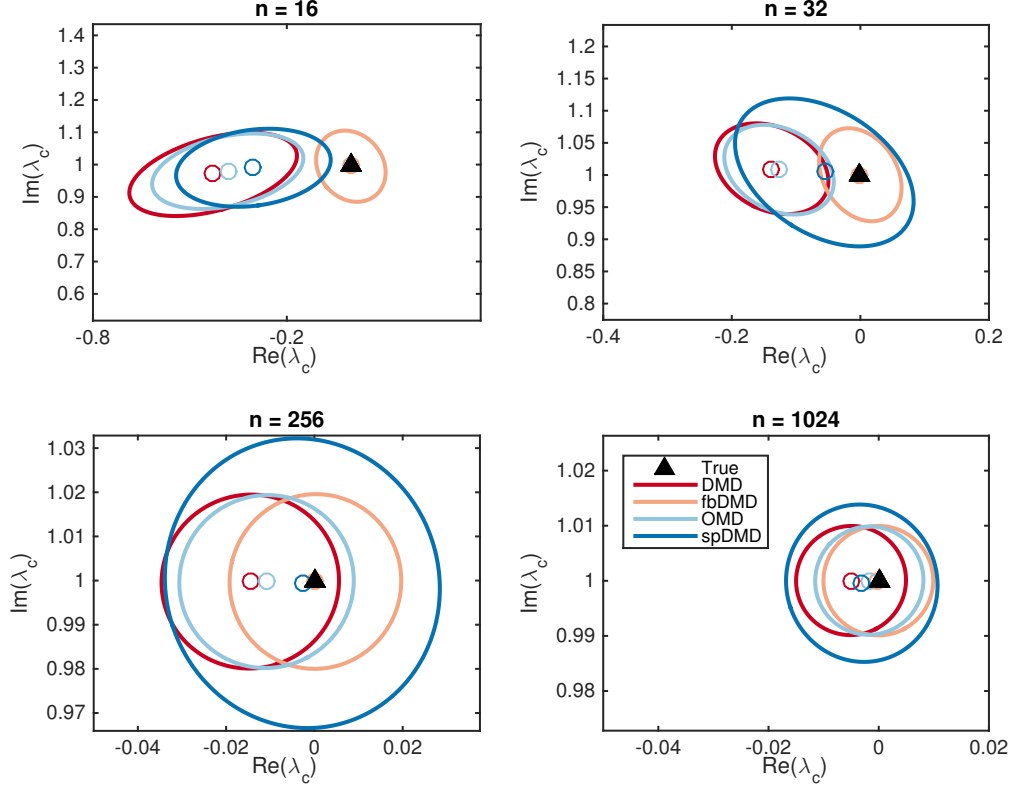 n = 16
1.4
1.3
1.2
1.1
1
0.9
0.8
0.7
0.6
-0.8
-0.2
Im(λc)
Re(λc)
n = 32
1.2
1.15
1.1
1.05
1
0.95
0.9
0.85
0.8
-0.4
-0.2
0
0.2
Im(λc)
Re(λc)
n = 256
1.03
1.02
1.01
1
0.99
0.98
0.97
-0.04
-0.02
0
0.02
Im(λc)
Re(λc)
n = 1024
1.02
1.01
1
0.99
0.98
-0.04
-0.02
0
0.02
Im(λc)
Re(λc)
True
DMD
fbDMD
OMD
spDMD